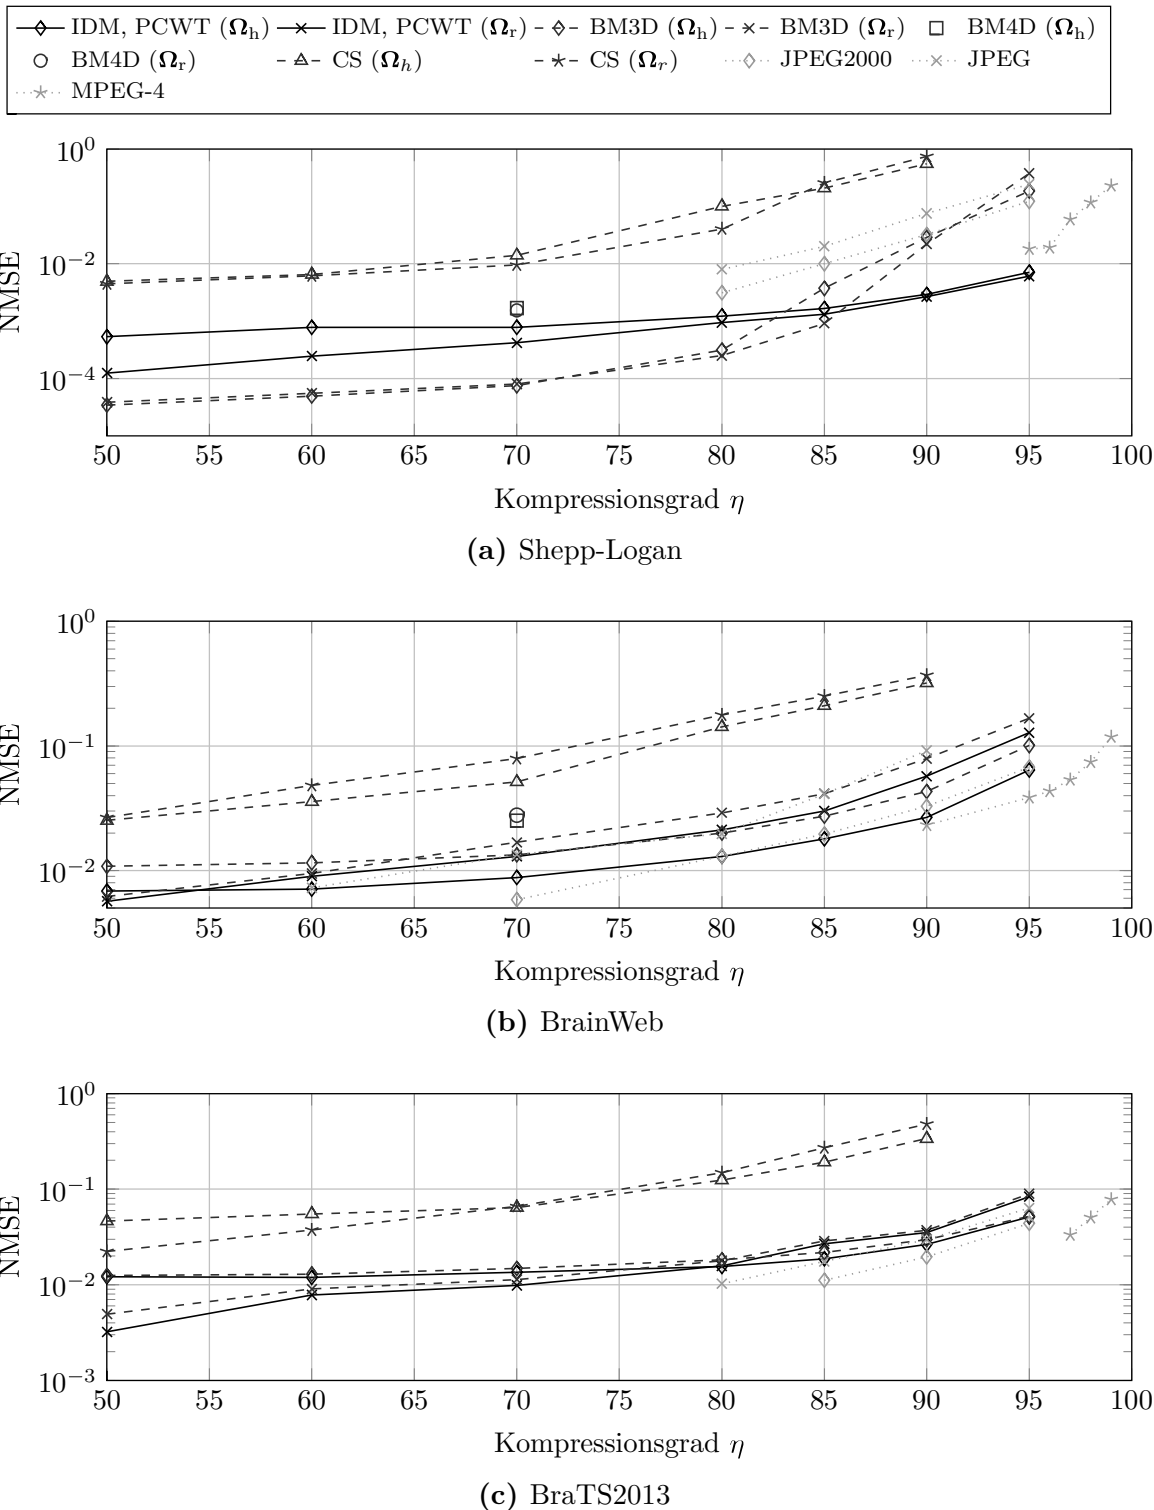 IDM, PCWT (Ωh) IDM, PCWT (Ωr) BM3D (Ωh) BM3D (Ωr) BM4D (Ωh)
BM4D (Ωr) CS (Ωh) CS (Ωr) JPEG2000 JPEG
MPEG-4
10^0
10^−2
10^−4
NMSE
50 55 60 65 70 75 80 85 90 95 100
Kompressionsgrad η
(a) Shepp-Logan
10^0
10^−1
10^−2
NMSE
50 55 60 65 70 75 80 85 90 95 100
Kompressionsgrad η
(b) BrainWeb
10^0
10^−1
10^−2
10^−3
NMSE
50 55 60 65 70 75 80 85 90 95 100
Kompressionsgrad η
(c) BraTS2013